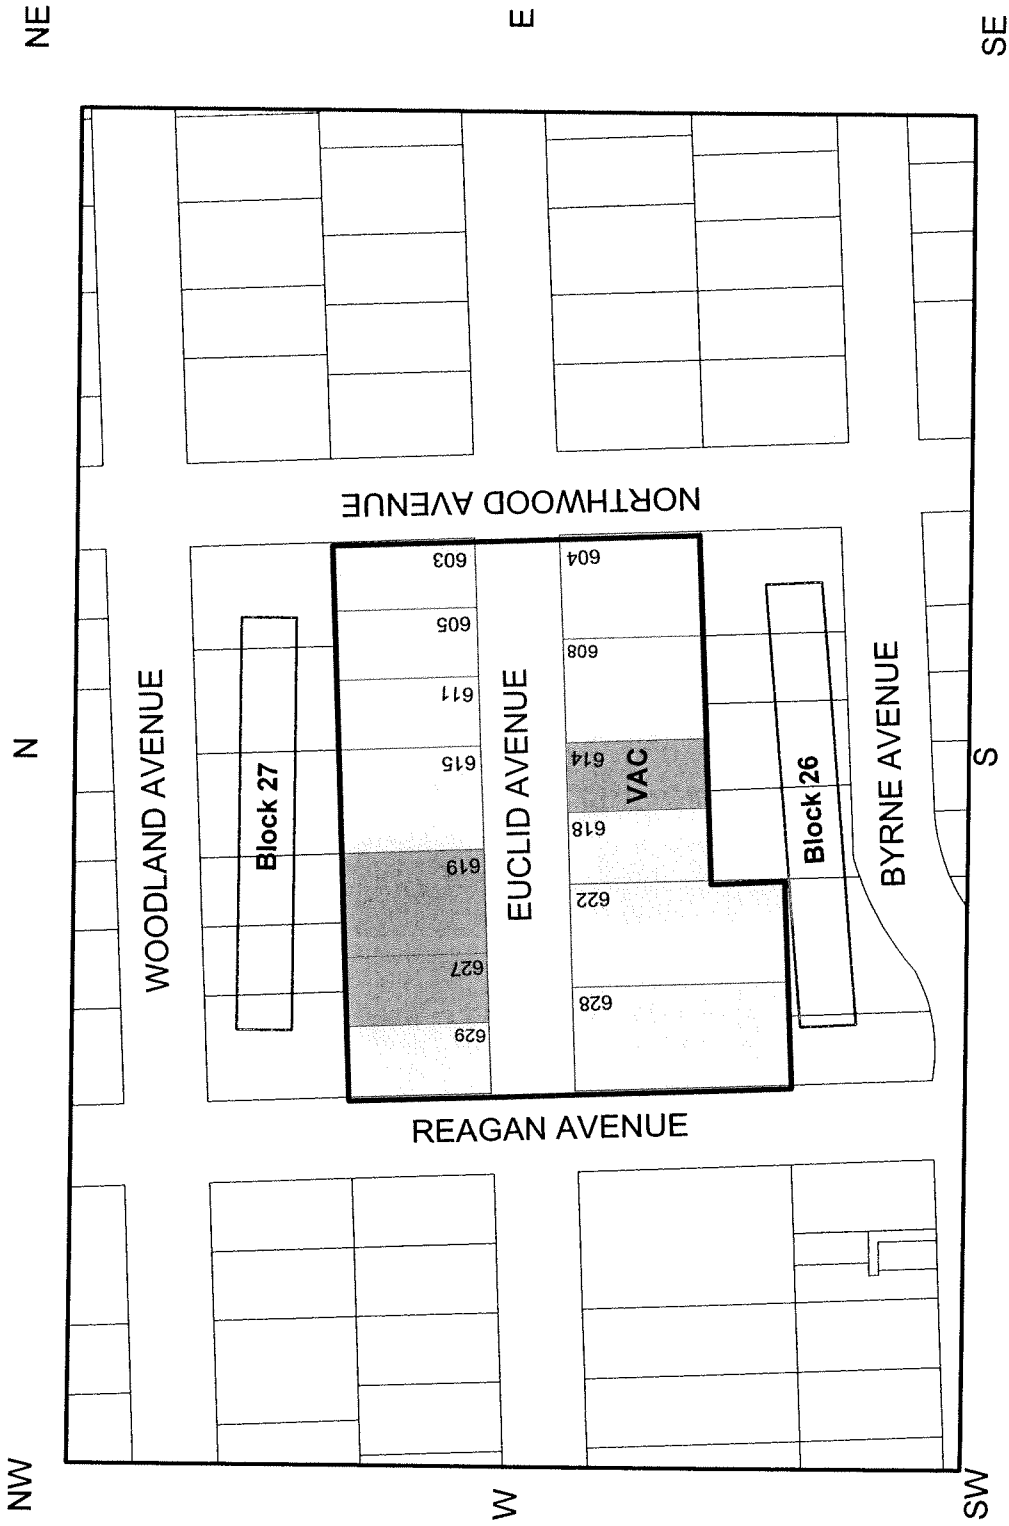 NW
N
NE
WOODLAND AVENUE
Block 27
629
627
619
615
611
605
603
W
REAGAN AVENUE
EUCLID AVENUE
NORTHWOOD AVENUE
E
628
622
618
614
VAC
608
604
Block 26
BYRNE AVENUE
SW
S
SE